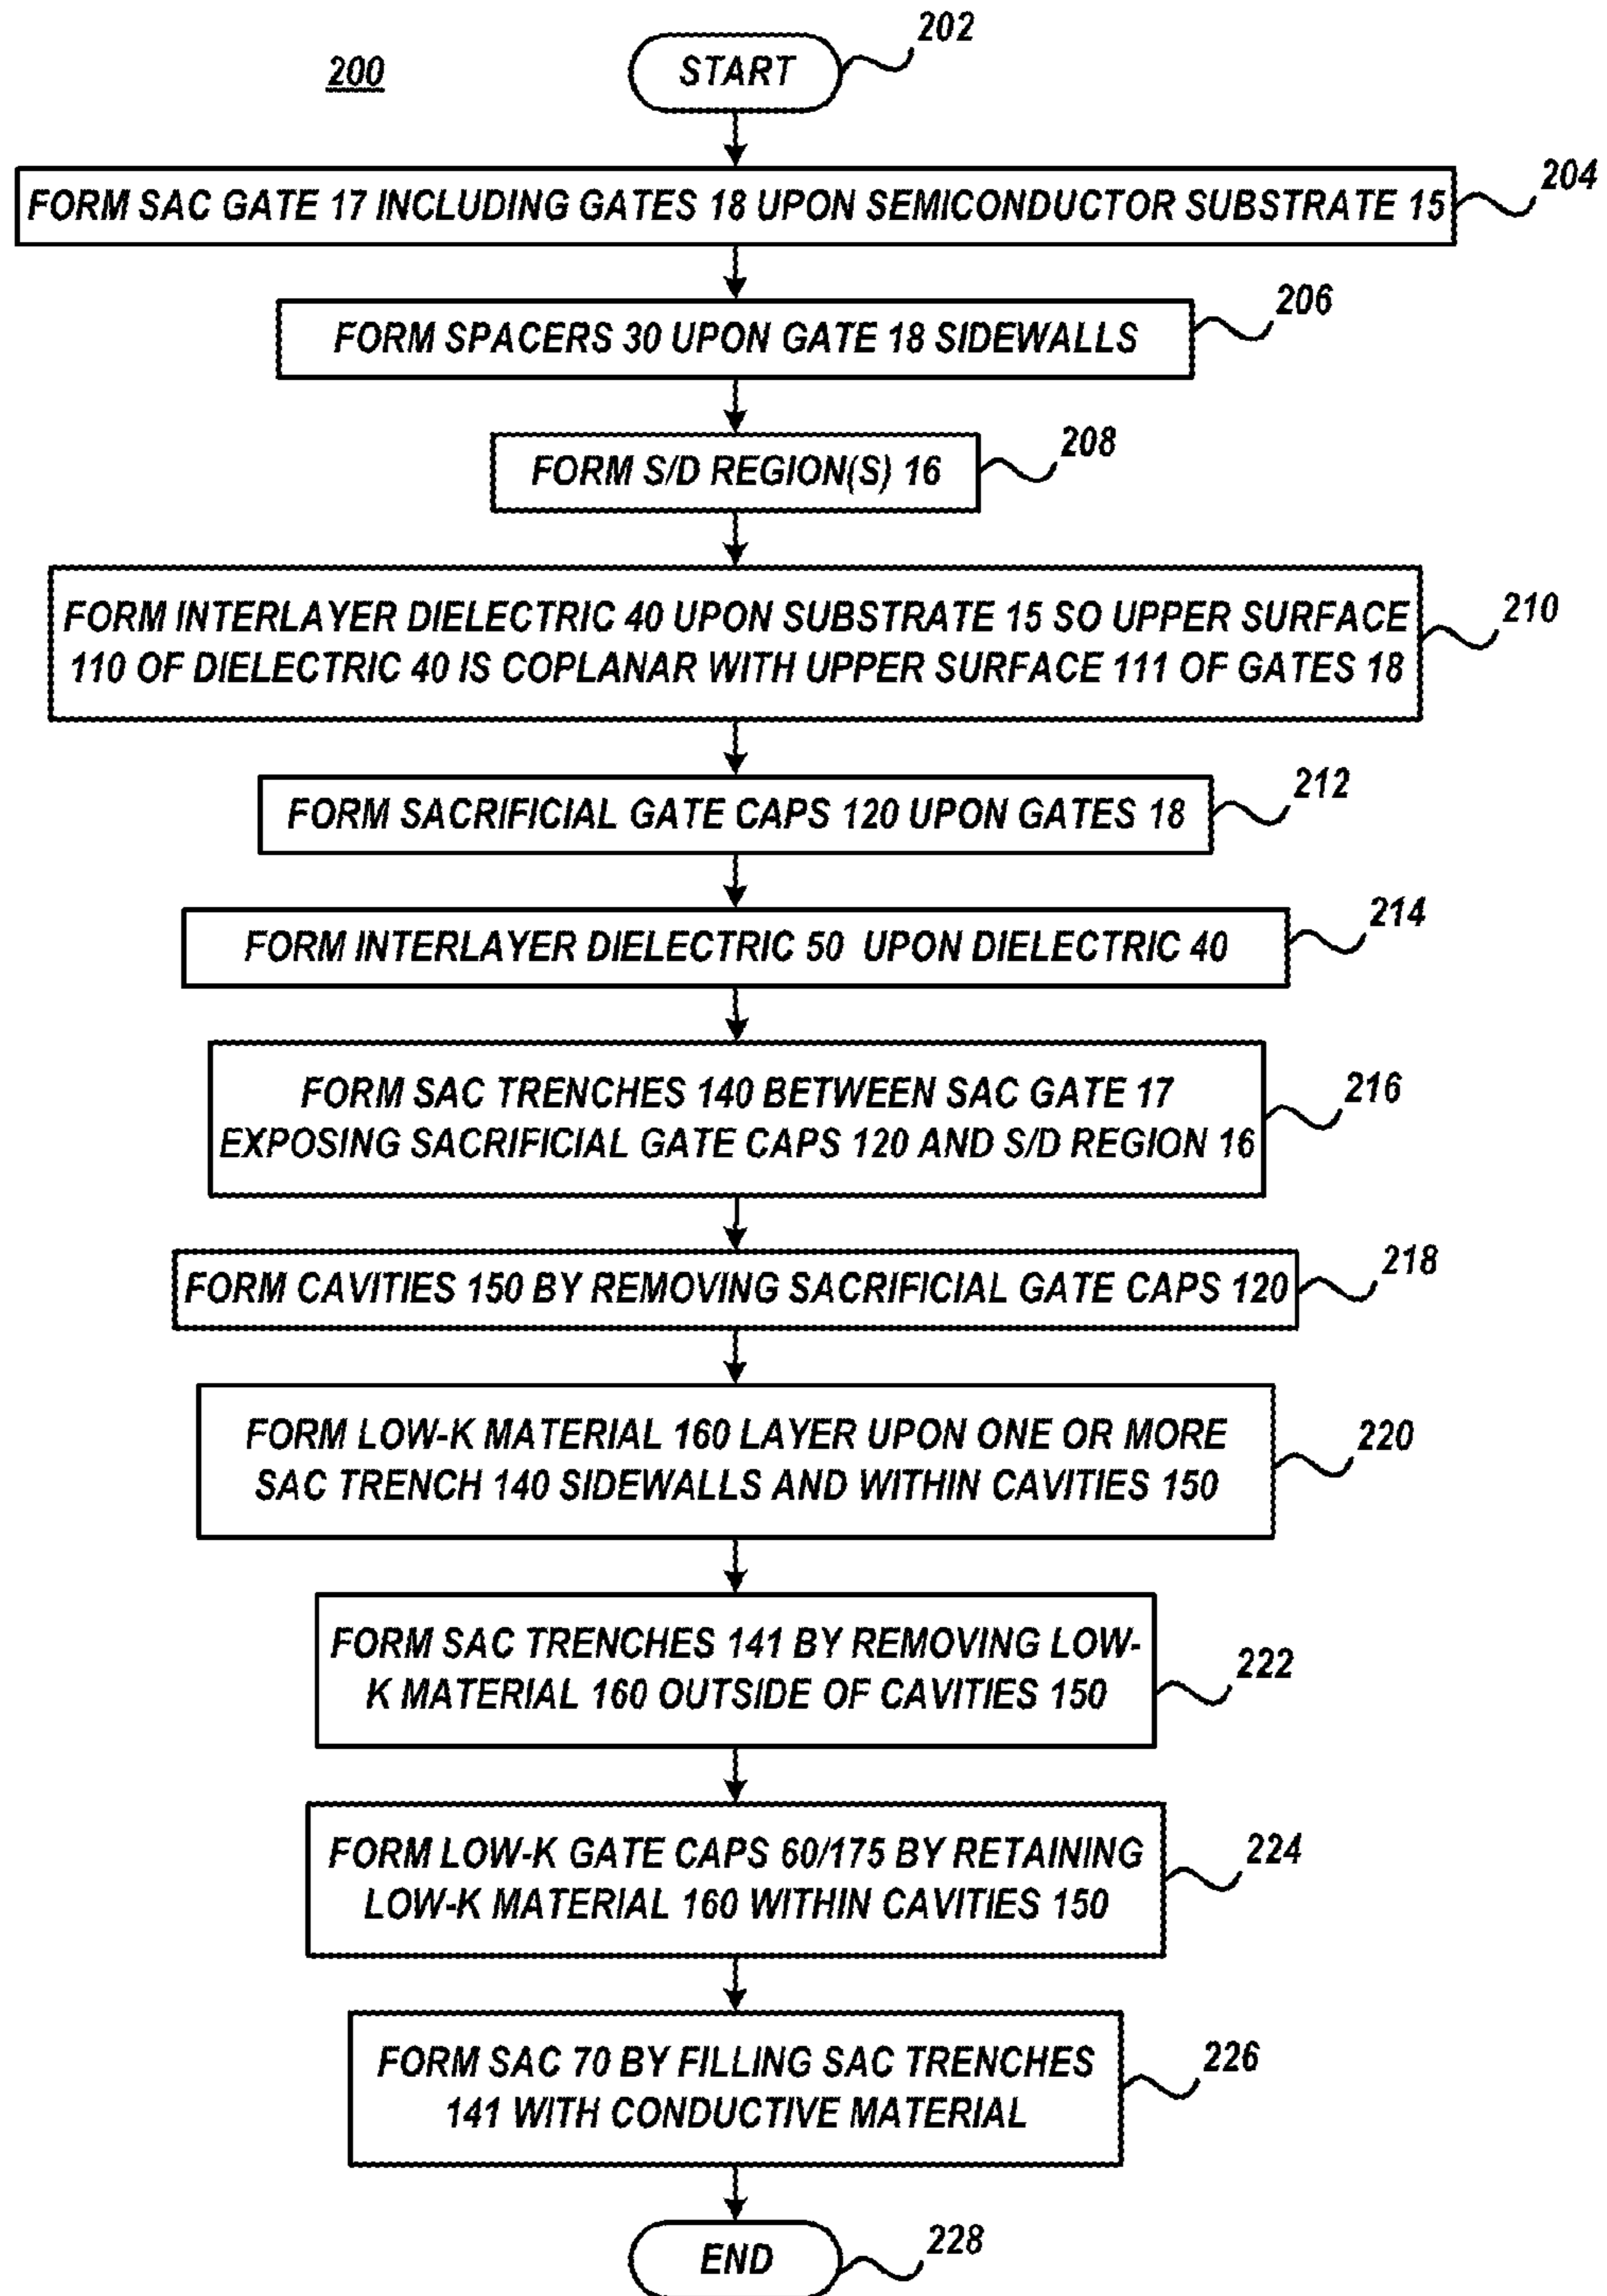 200
START
202
FORM SAC GATE 17 INCLUDING GATES 18 UPON SEMICONDUCTOR SUBSTRATE 15
204
FORM SPACERS 30 UPON GATE 18 SIDEWALLS
206
FORM S/D REGION(S) 16
208
FORM INTERLAYER DIELECTRIC 40 UPON SUBSTRATE 15 SO UPPER SURFACE
110 OF DIELECTRIC 40 IS COPLANAR WITH UPPER SURFACE 111 OF GATES 18
210
FORM SACRIFICIAL GATE CAPS 120 UPON GATES 18
212
FORM INTERLAYER DIELECTRIC 50 UPON DIELECTRIC 40
214
FORM SAC TRENCHES 140 BETWEEN SAC GATE 17
EXPOSING SACRIFICIAL GATE CAPS 120 AND S/D REGION 16
216
FORM CAVITIES 150 BY REMOVING SACRIFICIAL GATE CAPS 120
218
FORM LOW-K MATERIAL 160 LAYER UPON ONE OR MORE
SAC TRENCH 140 SIDEWALLS AND WITHIN CAVITIES 150
220
FORM SAC TRENCHES 141 BY REMOVING LOW-
K MATERIAL 160 OUTSIDE OF CAVITIES 150
222
FORM LOW-K GATE CAPS 60/175 BY RETAINING
LOW-K MATERIAL 160 WITHIN CAVITIES 150
224
FORM SAC 70 BY FILLING SAC TRENCHES
141 WITH CONDUCTIVE MATERIAL
226
END
228